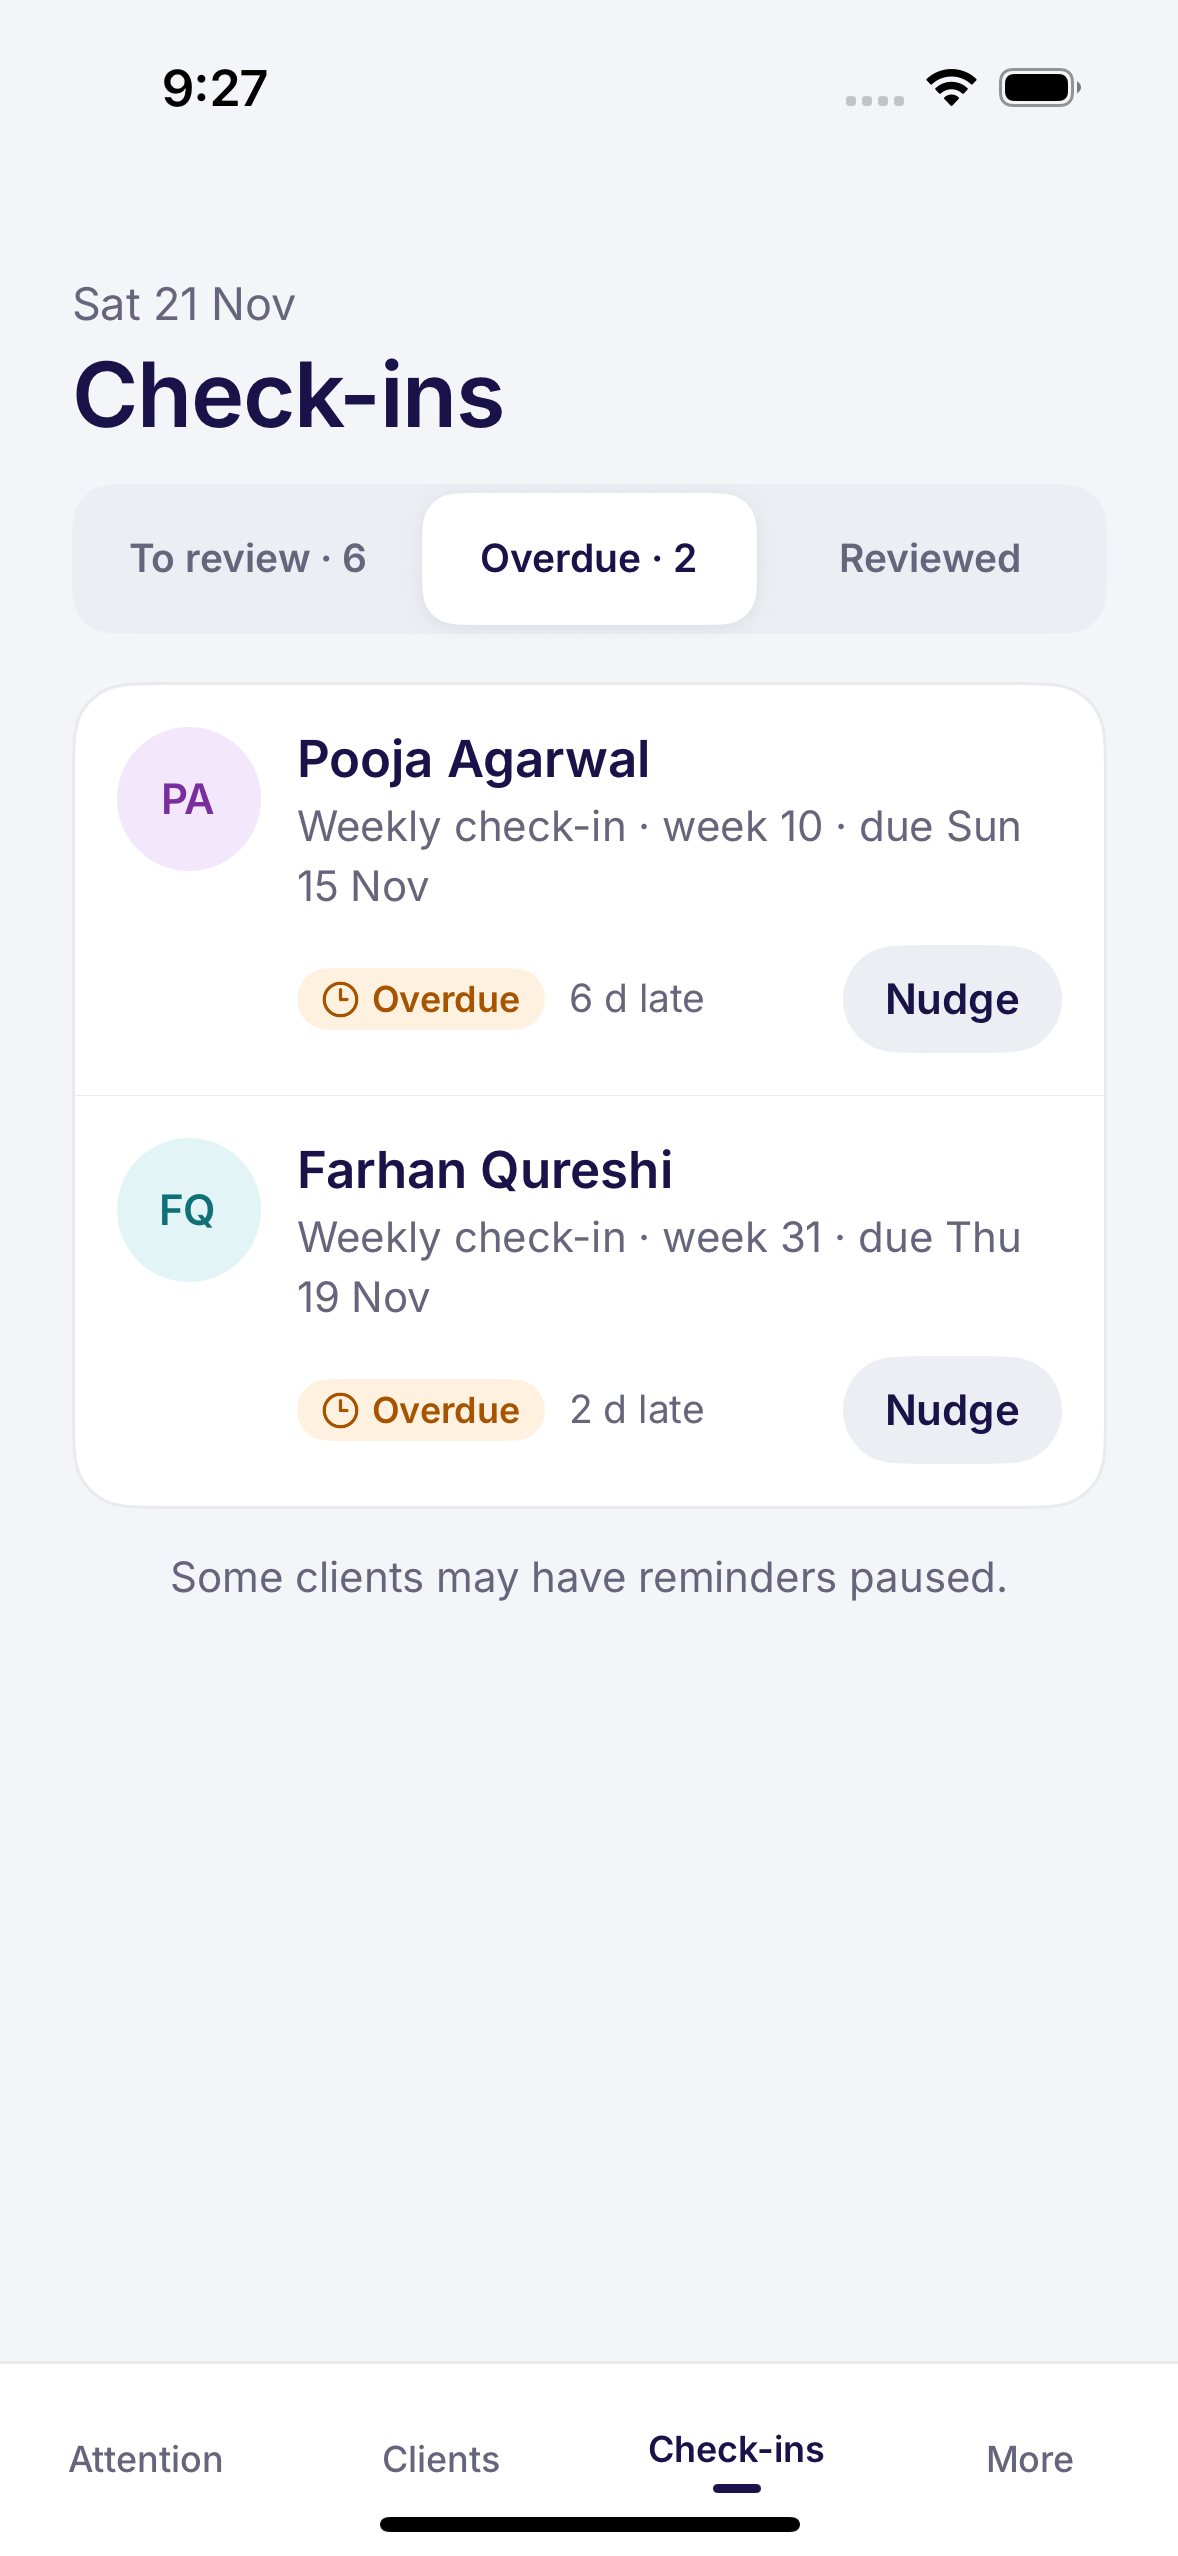 9:27
Sat 21 Nov
Check-ins
To review · 6
Overdue · 2
Reviewed
PA
Pooja Agarwal
Weekly check-in · week 10 · due Sun
15 Nov
Overdue
6 d late
Nudge
FQ
Farhan Qureshi
Weekly check-in · week 31 · due Thu
19 Nov
Overdue
2 d late
Nudge
Some clients may have reminders paused.
Attention
Clients
Check-ins
More